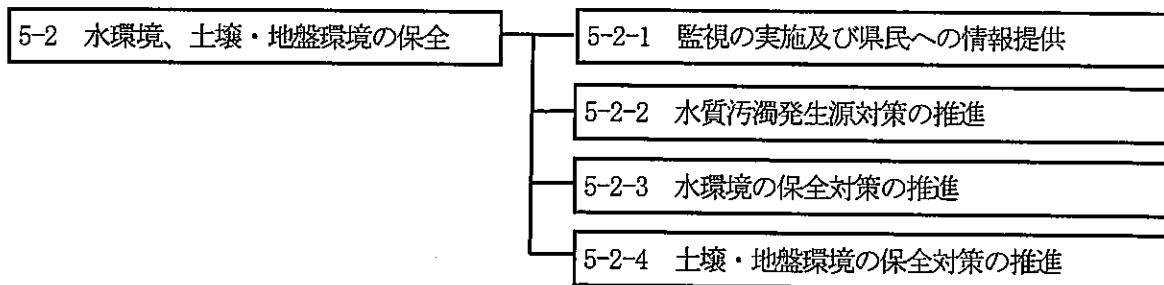 5-2 水環境、土壌・地盤環境の保全
5-2-1 監視の実施及び県民への情報提供
5-2-2 水質汚濁発生源対策の推進
5-2-3 水環境の保全対策の推進
5-2-4 土壌・地盤環境の保全対策の推進